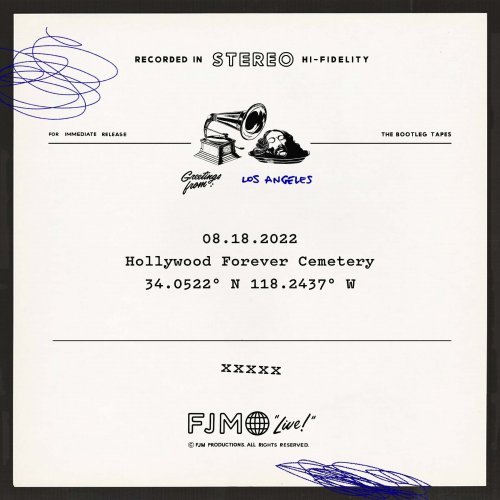 RECORDED IN STEREO HI-FIDELITY
FOR IMMEDIATE RELEASE
THE BOOTLEG TAPES
Greetings from: LOS ANGELES
08.18.2022
Hollywood Forever Cemetery
34.0522° N 118.2437° W
xxxxx
FJM "Live!"
© FJM PRODUCTIONS. ALL RIGHTS RESERVED.